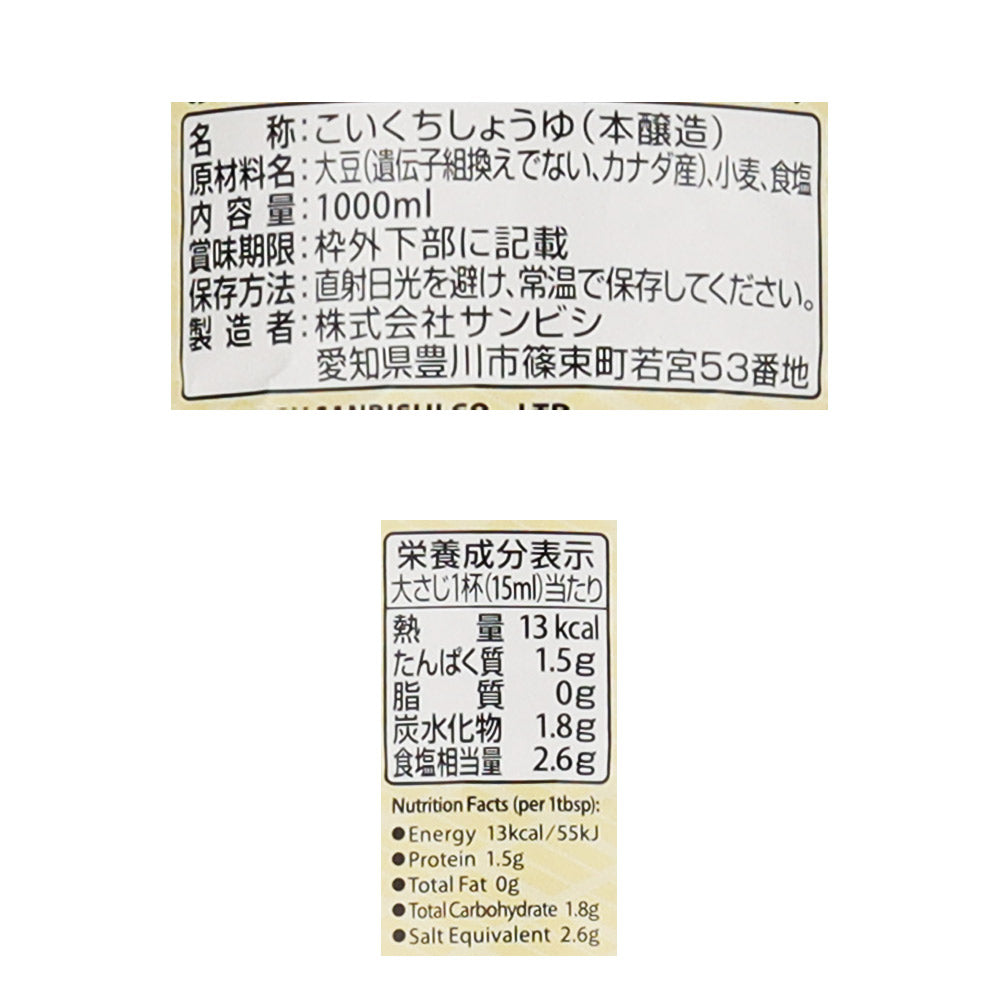 名称:こいくちしょうゆ(本醸造)
原材料名:大豆(遺伝子組換えでない、カナダ産)、小麦、食塩
内容量:1000ml
賞味期限:枠外下部に記載
保存方法:直射日光を避け、常温で保存してください。
製造者:株式会社サンビシ
愛知県豊川市篠束町若宮53番地
SANBISHI CO., LTD.
栄養成分表示
大さじ1杯(15ml)当たり
熱量 13kcal
たんぱく質 1.5g
脂質 0g
炭水化物 1.8g
食塩相当量 2.6g
Nutrition Facts (per 1tbsp):
●Energy 13kcal/55kJ
●Protein 1.5g
●Total Fat 0g
●Total Carbohydrate 1.8g
●Salt Equivalent 2.6g